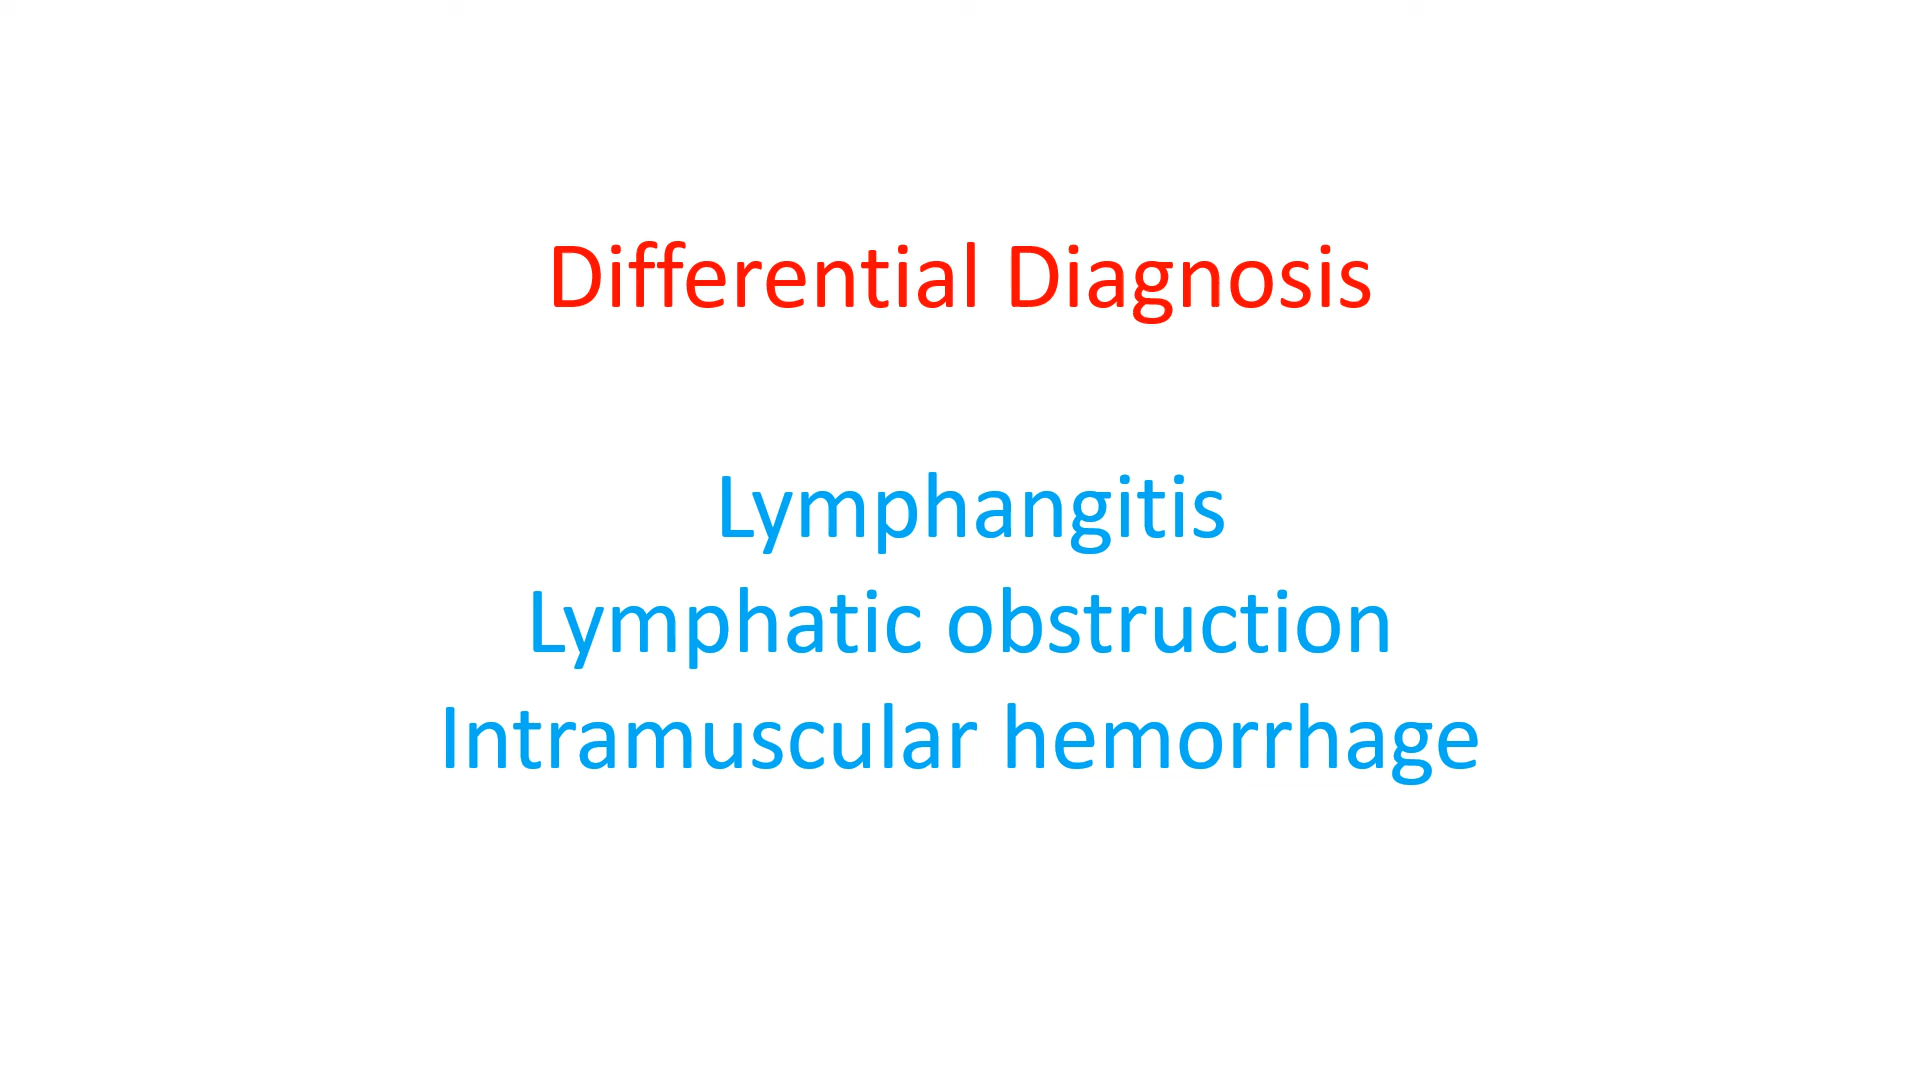 Differential Diagnosis
Lymphangitis
Lymphatic obstruction
Intramuscular hemorrhage